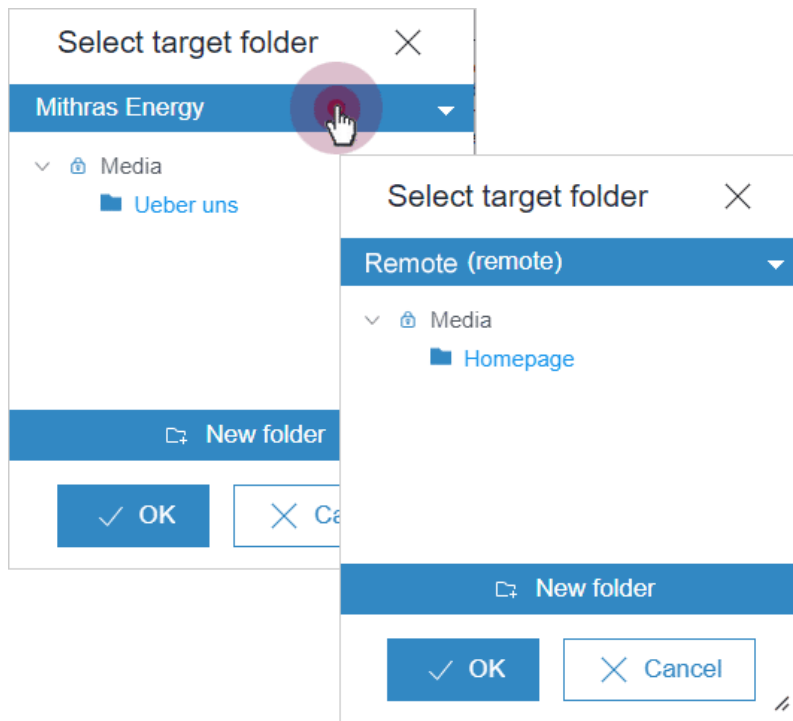 Select target folder
Mithras Energy
Media
Ueber uns
New folder
OK
Select target folder
Remote (remote)
Media
Homepage
New folder
OK
Cancel